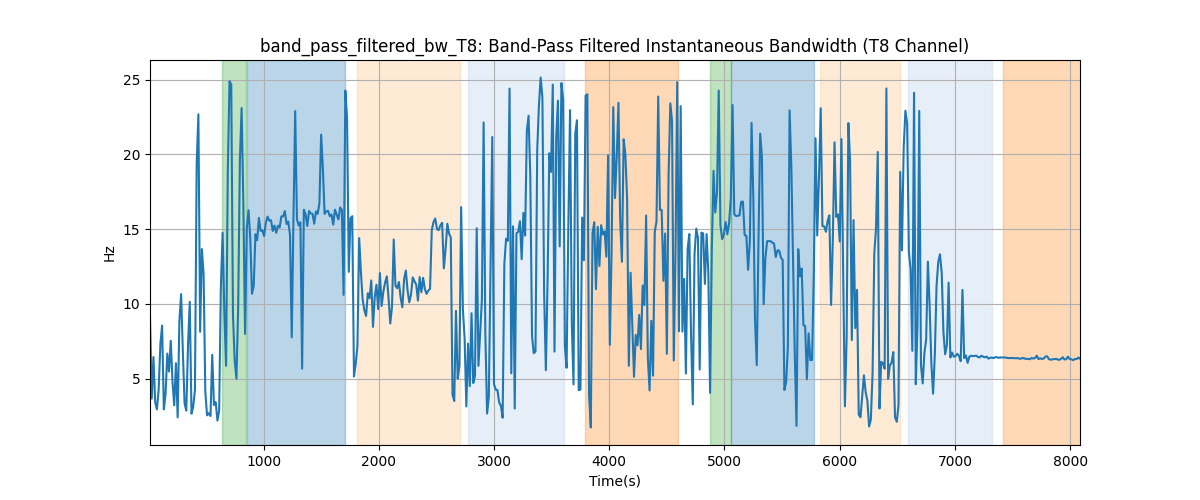 band_pass_filtered_bw_T8: Band-Pass Filtered Instantaneous Bandwidth (T8 Channel)
25
20
15
10
5
Hz
1000 2000 3000 4000 5000 6000 7000 8000
Time(s)